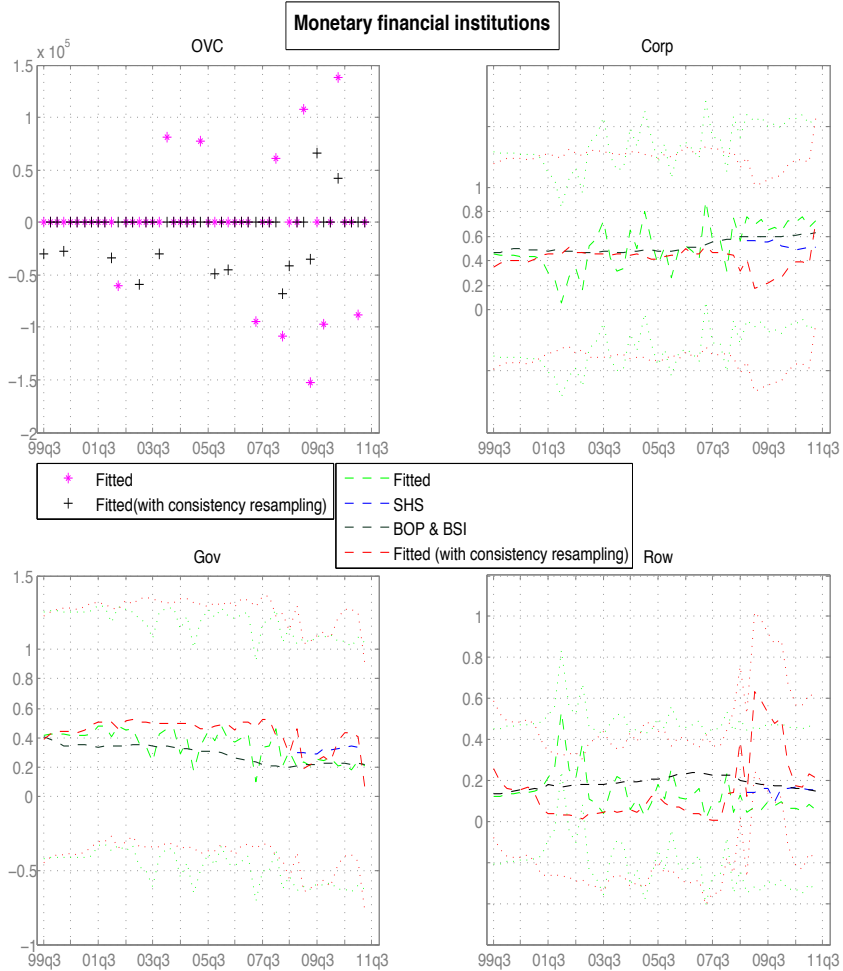 Monetary financial institutions
OVC
Corp
x 10^5
1.5
1
0.5
0
−0.5
−1
−1.5
−2
99q3 01q3 03q3 05q3 07q3 09q3 11q3
1
0.8
0.6
0.4
0.2
0
99q3 01q3 03q3 05q3 07q3 09q3 11q3
Fitted
Fitted(with consistency resampling)
Fitted
SHS
BOP & BSI
Fitted (with consistency resampling)
Gov
Row
1.5
1
0.6
0.4
0.2
0
−0.5
−1
99q3 01q3 03q3 05q3 07q3 09q3 11q3
1
0.8
0.6
0.4
0.2
0
99q3 01q3 03q3 05q3 07q3 09q3 11q3